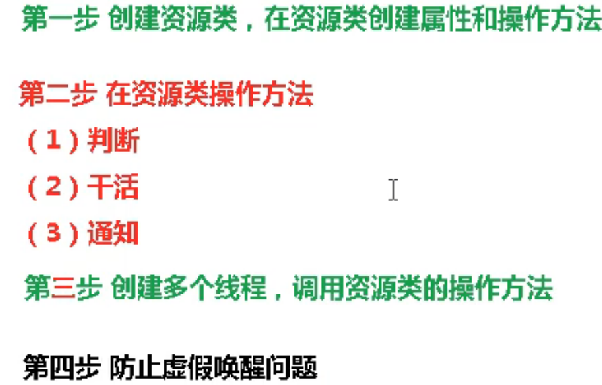 第一步 创建资源类，在资源类创建属性和操作方法
第二步 在资源类操作方法
（1）判断
（2）干活
（3）通知
第三步 创建多个线程，调用资源类的操作方法
第四步 防止虚假唤醒问题